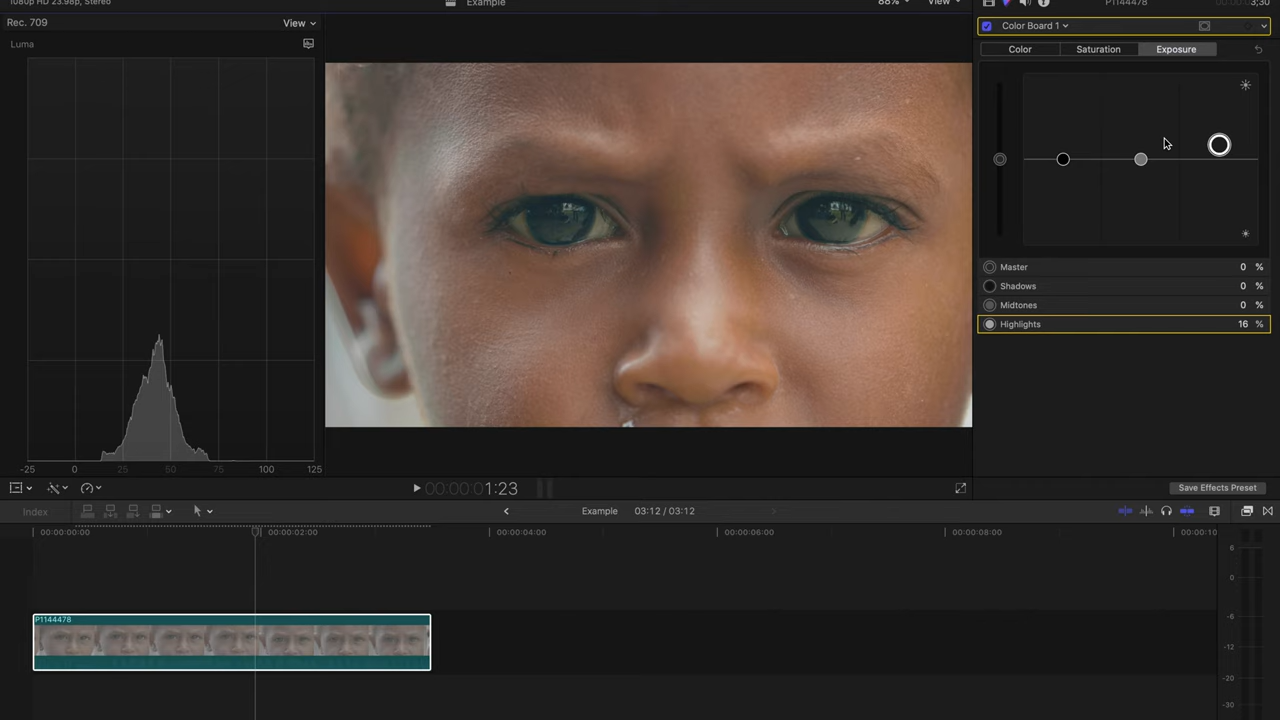 1080p HD 23.98p, Stereo
Example
88%
View
P1144478
3;30
Rec. 709
View
Luma
Color Board 1
Color
Saturation
Exposure
Master 0 %
Shadows 0 %
Midtones 0 %
Highlights 16 %
-25 0 25 50 75 100 125
00:00:01:23
Save Effects Preset
Index
Example
03:12 / 03:12
00:00:00:00
00:00:02:00
00:00:04:00
00:00:06:00
00:00:08:00
00:00:10
P1144478
6
0
-6
-12
-20
-30